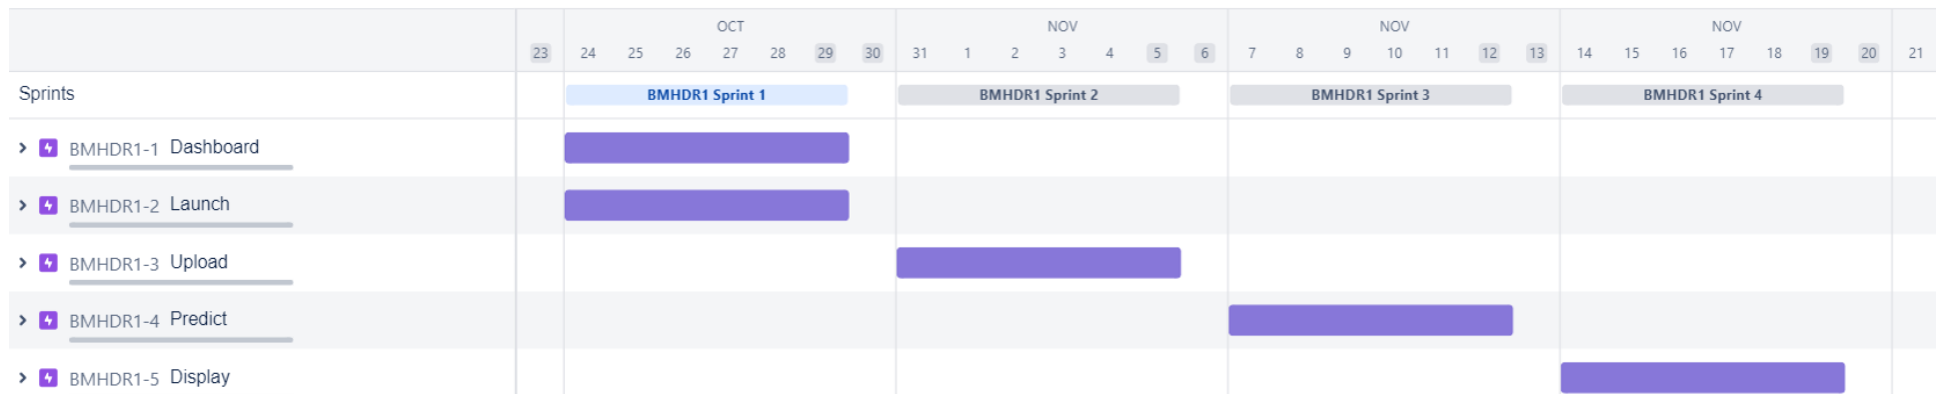 OCT NOV NOV NOV
23 24 25 26 27 28 29 30 31 1 2 3 4 5 6 7 8 9 10 11 12 13 14 15 16 17 18 19 20 21
Sprints BMHDR1 Sprint 1 BMHDR1 Sprint 2 BMHDR1 Sprint 3 BMHDR1 Sprint 4
BMHDR1-1 Dashboard
BMHDR1-2 Launch
BMHDR1-3 Upload
BMHDR1-4 Predict
BMHDR1-5 Display